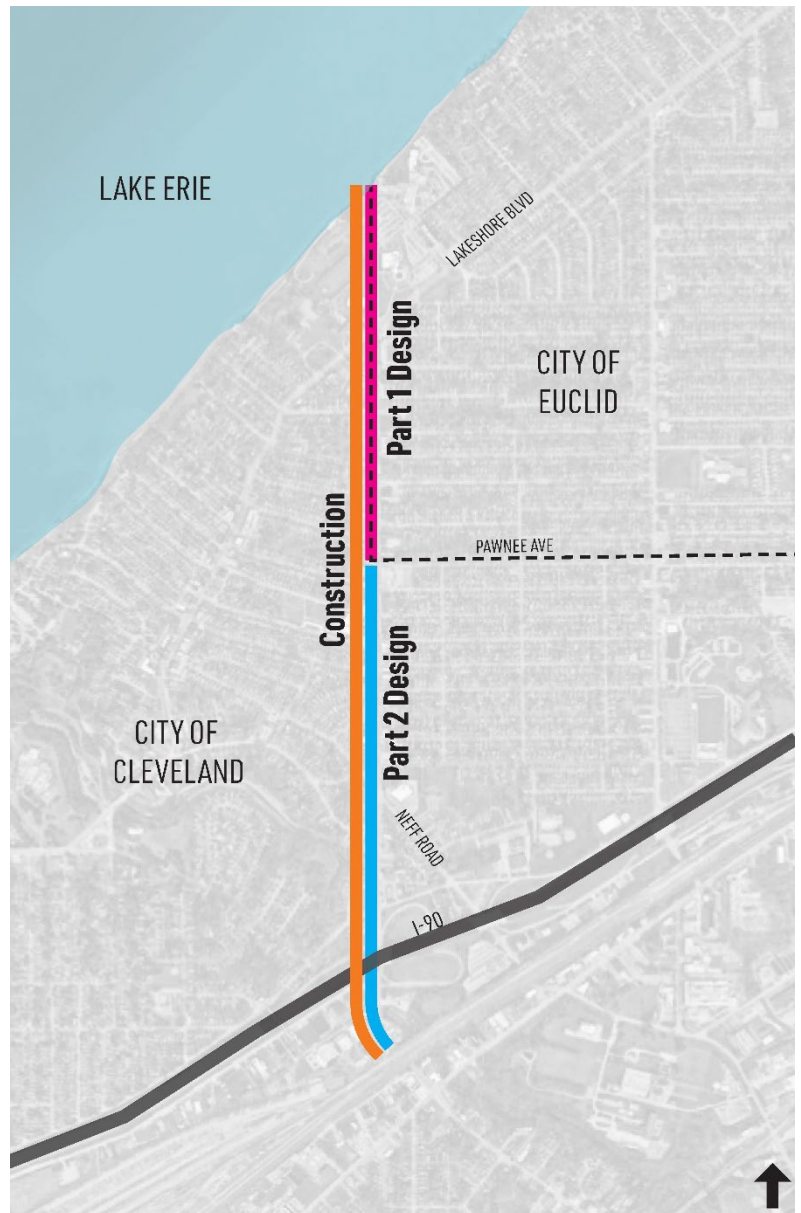 LAKE ERIE
LAKESHORE BLVD
Part 1 Design
CITY OF
EUCLID
Construction
PAWNEE AVE
Part 2 Design
CITY OF
CLEVELAND
NEFF ROAD
I-90